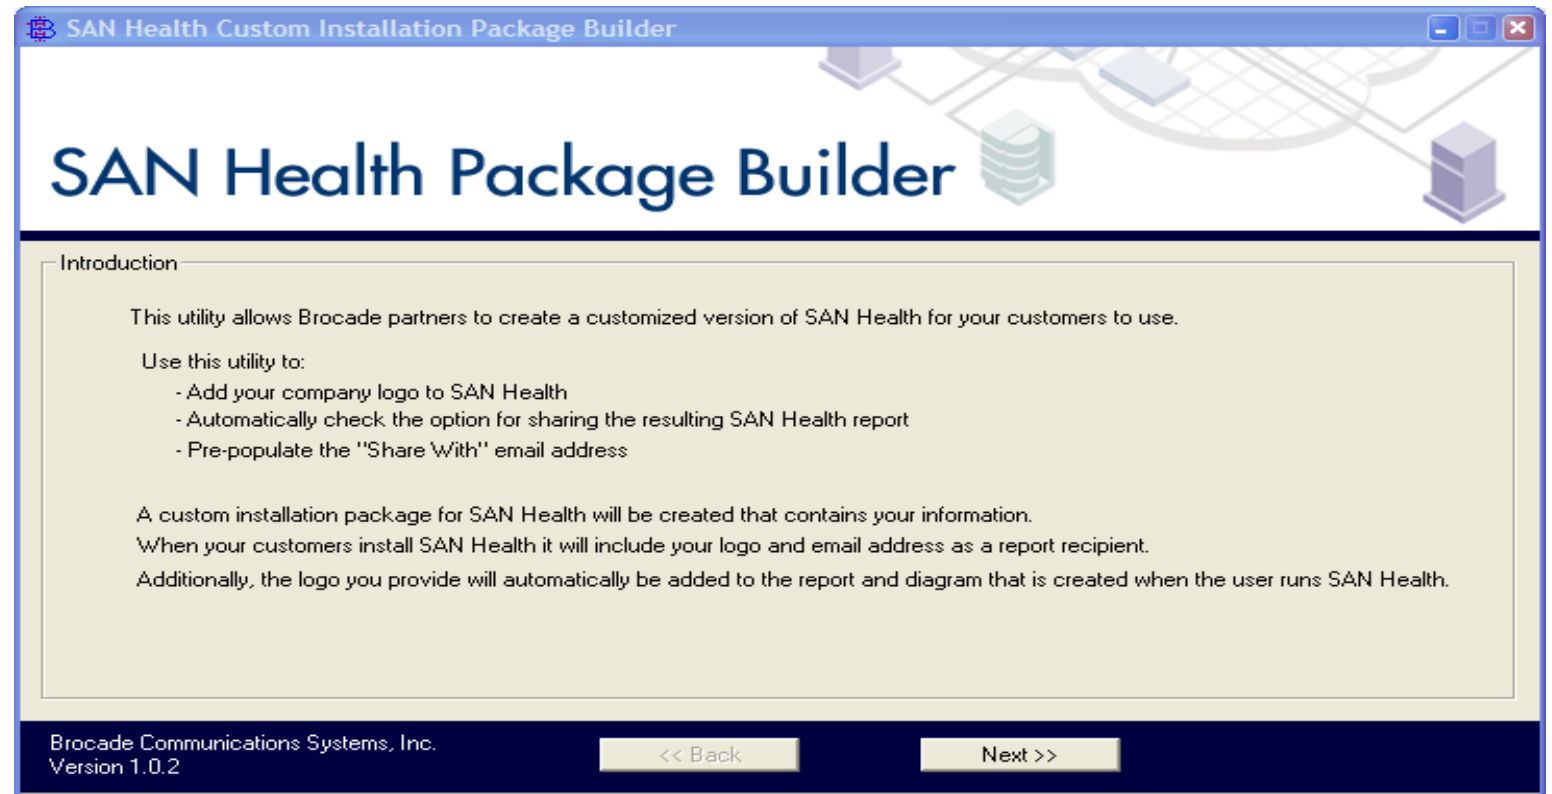 SAN Health Custom Installation Package Builder
SAN Health Package Builder
Introduction
This utility allows Brocade partners to create a customized version of SAN Health for your customers to use.
Use this utility to:
- Add your company logo to SAN Health
- Automatically check the option for sharing the resulting SAN Health report
- Pre-populate the "Share With" email address
A custom installation package for SAN Health will be created that contains your information.
When your customers install SAN Health it will include your logo and email address as a report recipient.
Additionally, the logo you provide will automatically be added to the report and diagram that is created when the user runs SAN Health.
Brocade Communications Systems, Inc.
Version 1.0.2
<< Back
Next >>